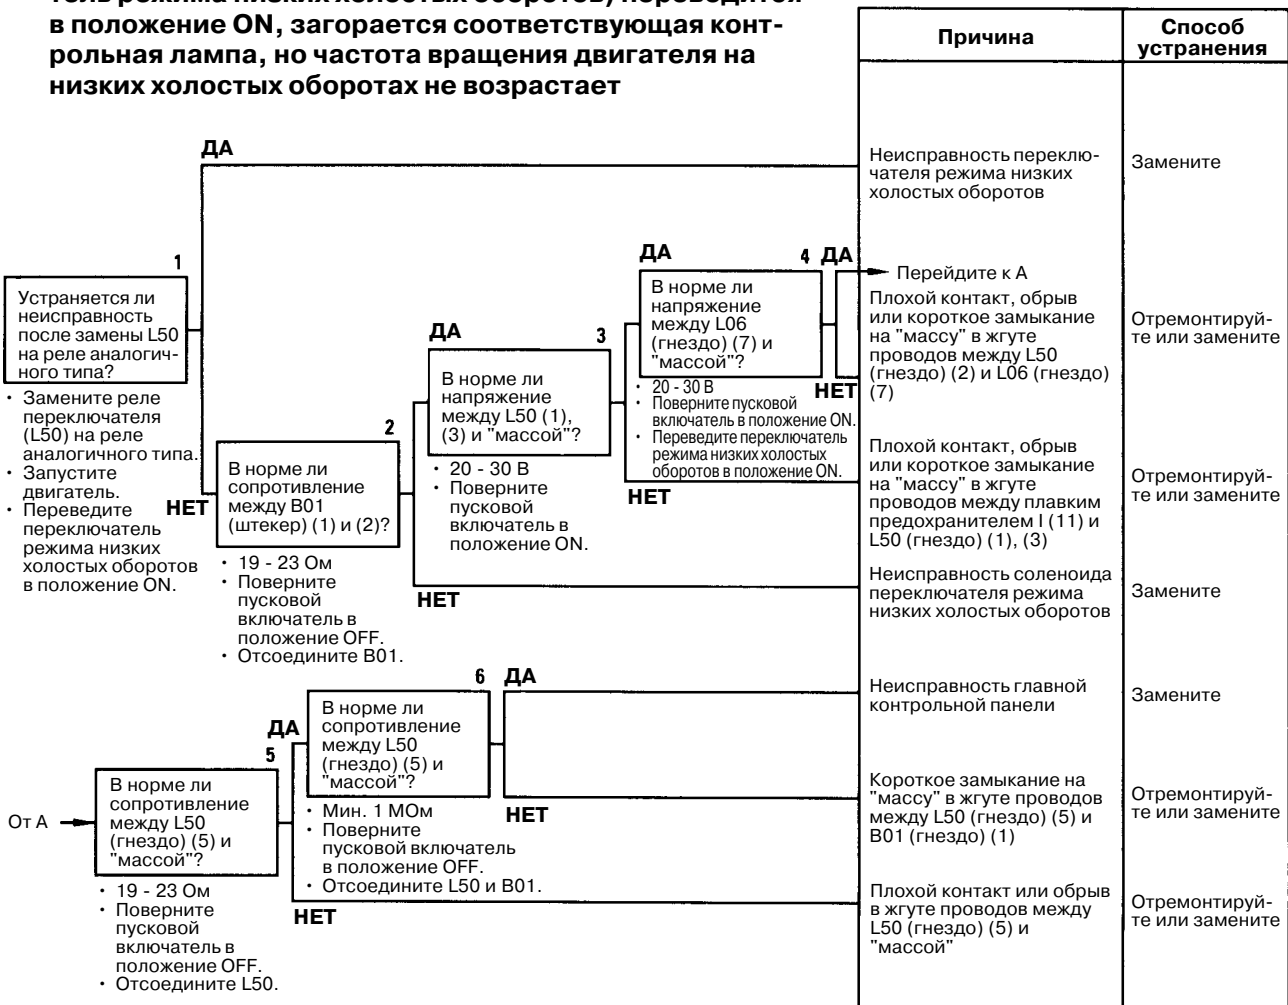 тель режима низких холостых оборотов) переводится
в положение ON, загорается соответствующая конт-
рольная лампа, но частота вращения двигателя на
низких холостых оборотах не возрастает
Причина
Способ
устранения
ДА
Неисправность переклю-
чателя режима низких
холостых оборотов
Замените
1
Устраняется ли
неисправность
после замены L50
на реле аналогич-
ного типа?
• Замените реле
переключателя
(L50) на реле
аналогичного типа.
• Запустите
двигатель.
• Переведите
переключатель
режима низких
холостых оборотов
в положение ON.
НЕТ
2
В норме ли
сопротивление
между B01
(штекер) (1) и (2)?
• 19 - 23 Ом
• Поверните
пусковой
включатель в
положение OFF.
• Отсоедините B01.
ДА
3
В норме ли
напряжение
между L50 (1),
(3) и "массой"?
• 20 - 30 В
• Поверните
пусковой
включатель в
положение ON.
НЕТ
ДА
4
В норме ли
напряжение
между L06
(гнездо) (7) и
"массой"?
• 20 - 30 В
• Поверните пусковой
включатель в положение ON.
• Переведите переключатель
режима низких холостых
оборотов в положение ON.
НЕТ
ДА
Перейдите к А
НЕТ
Плохой контакт, обрыв
или короткое замыкание
на "массу" в жгуте
проводов между L50
(гнездо) (2) и L06 (гнездо)
(7)
Отремонтируй-
те или замените
Плохой контакт, обрыв
или короткое замыкание
на "массу" в жгуте
проводов между плавким
предохранителем I (11) и
L50 (гнездо) (1), (3)
Отремонтируй-
те или замените
Неисправность соленоида
переключателя режима
низких холостых оборотов
Замените
От А
5
В норме ли
сопротивление
между L50
(гнездо) (5) и
"массой"?
• 19 - 23 Ом
• Поверните
пусковой
включатель в
положение OFF.
• Отсоедините L50.
ДА
6
В норме ли
сопротивление
между L50
(гнездо) (5) и
"массой"?
• Мин. 1 МОм
• Поверните
пусковой включатель
в положение OFF.
• Отсоедините L50 и B01.
НЕТ
ДА
НЕТ
Неисправность главной
контрольной панели
Замените
Короткое замыкание на
"массу" в жгуте проводов
между L50 (гнездо) (5) и
B01 (гнездо) (1)
Отремонтируй-
те или замените
Плохой контакт или обрыв
в жгуте проводов между
L50 (гнездо) (5) и
"массой"
Отремонтируй-
те или замените